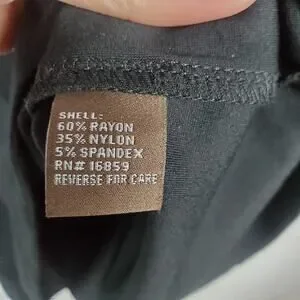 SHELL:
60% RAYON
35% NYLON
5% SPANDEX
RN# 16859
REVERSE FOR CARE